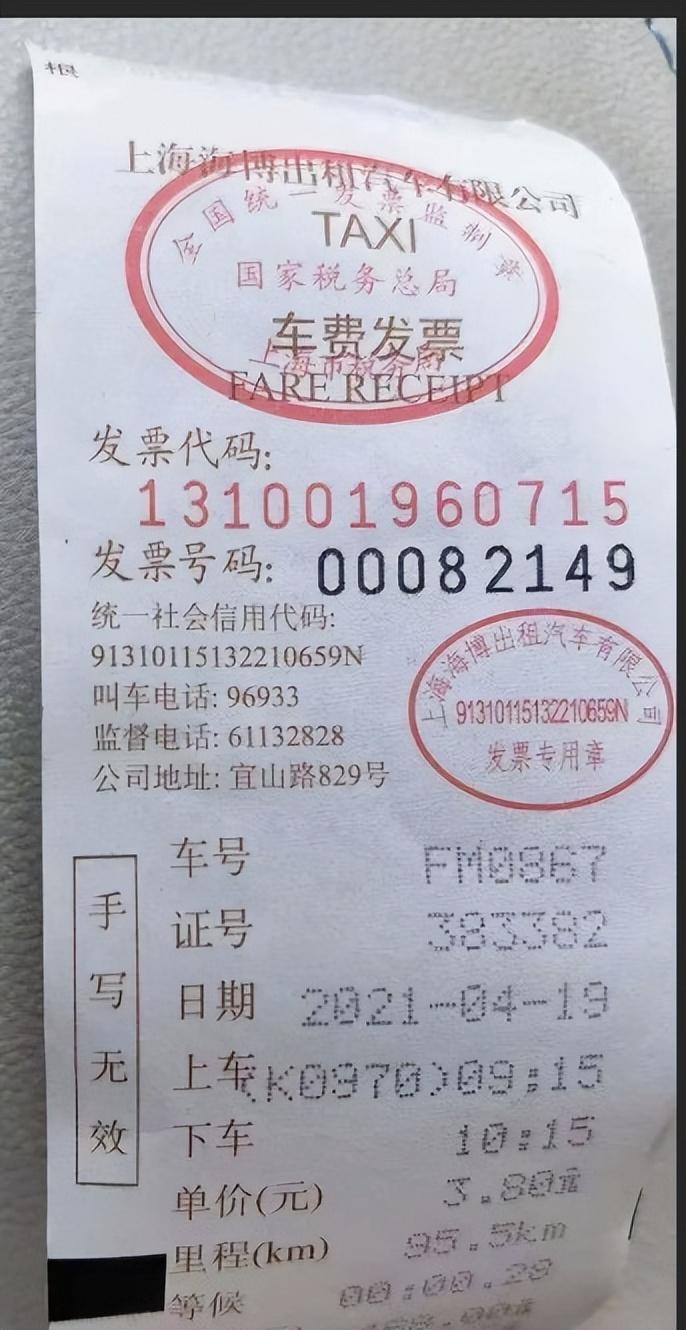 上海海博出租汽车有限公司
全国统一发票监制章
TAXI
国家税务总局
车费发票
上海市税务局
FARE RECEIPT
发票代码:
131001960715
发票号码: 00082149
统一社会信用代码:
91310115132210659N
叫车电话: 96933
监督电话: 61132828
公司地址: 宜山路829号
上海海博出租汽车有限公司
91310115132210659N
发票专用章
手写无效
车号 FM0867
证号 383382
日期 2021-04-19
上车(K0970)09:15
下车 10:15
单价(元) 3.80元
里程(km) 95.5km
等候 00:00.29